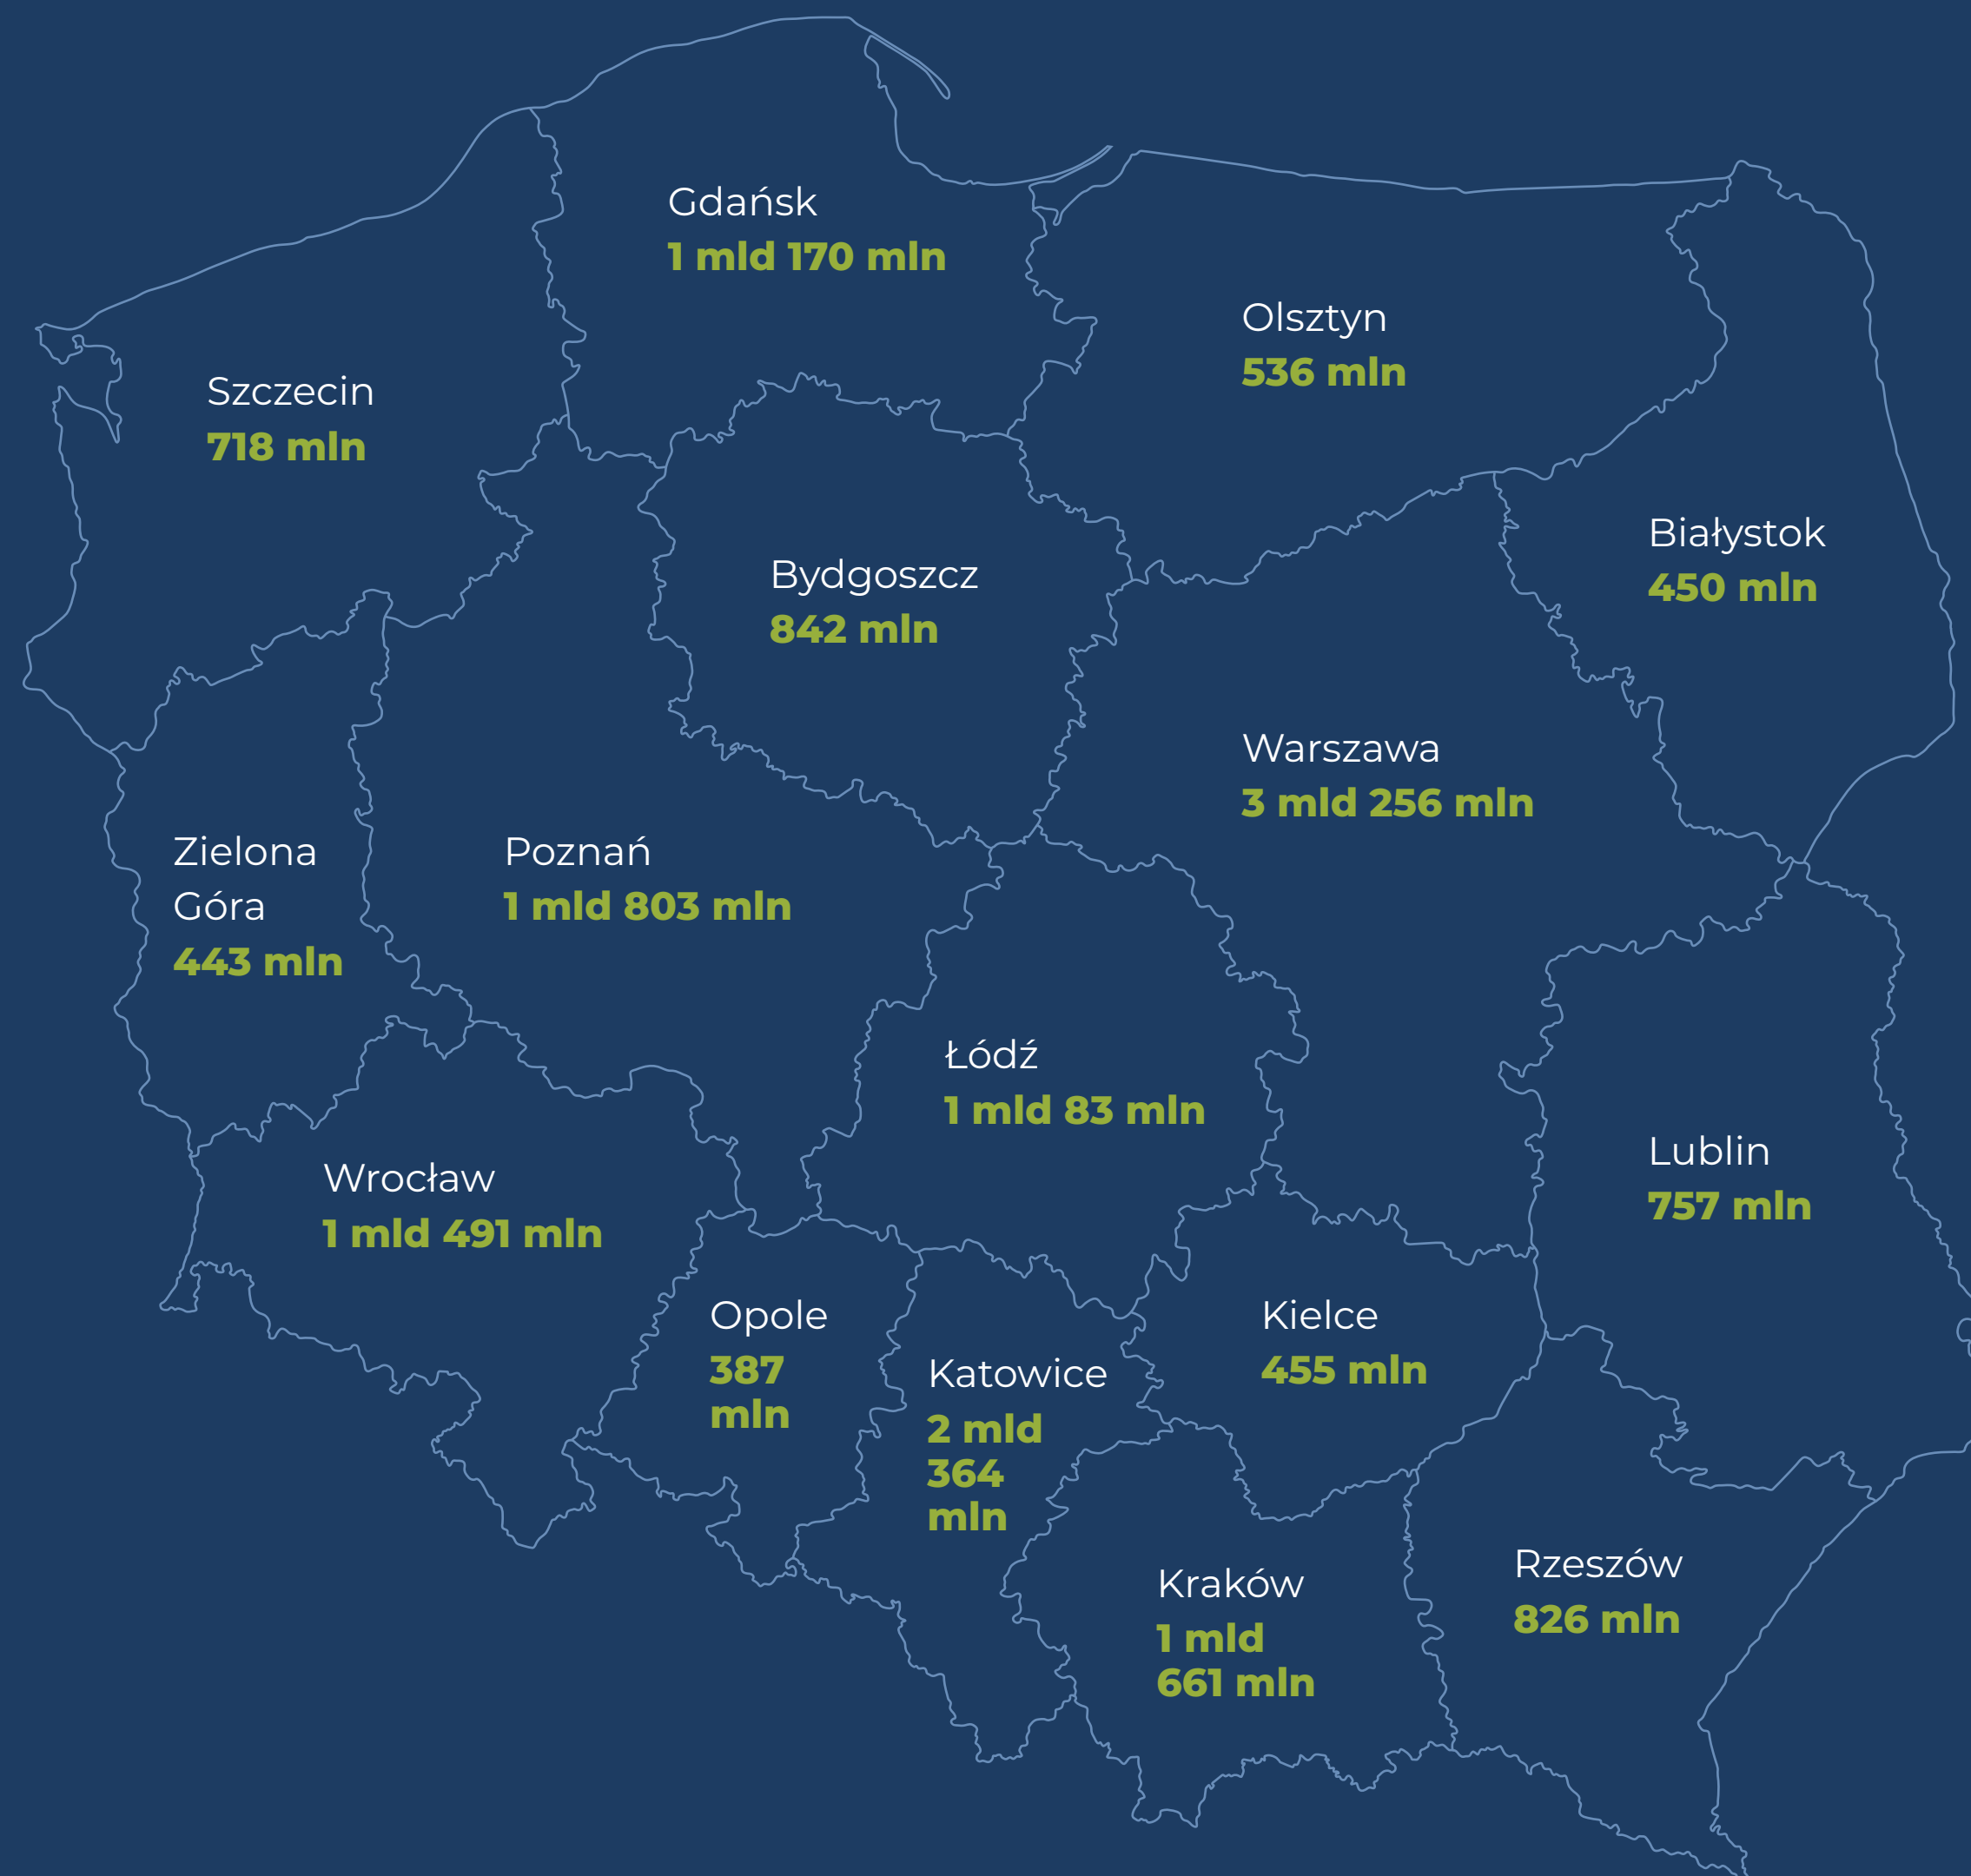 Gdańsk
1 mld 170 mln
Olsztyn
536 mln
Szczecin
718 mln
Białystok
450 mln
Bydgoszcz
842 mln
Warszawa
3 mld 256 mln
Zielona
Góra
443 mln
Poznań
1 mld 803 mln
Łódź
1 mld 83 mln
Lublin
757 mln
Wrocław
1 mld 491 mln
Opole
387
mln
Katowice
2 mld
364
mln
Kielce
455 mln
Kraków
1 mld
661 mln
Rzeszów
826 mln